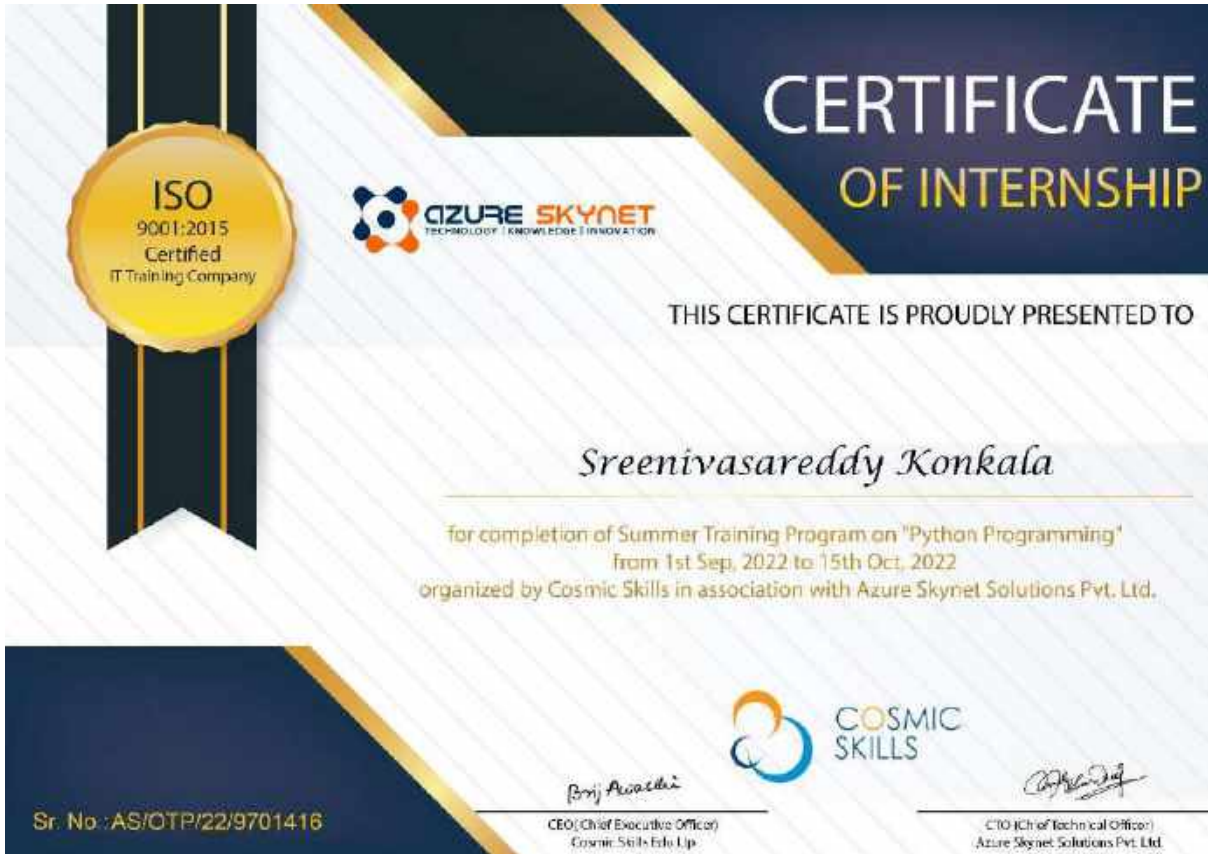 CERTIFICATE
OF INTERNSHIP
ISO
9001:2015
Certified
IT Training Company
AZURE SKYNET
TECHNOLOGY | KNOWLEDGE | INNOVATION
THIS CERTIFICATE IS PROUDLY PRESENTED TO
Sreenivasareddy Konkala
for completion of Summer Training Program on "Python Programming"
from 1st Sep, 2022 to 15th Oct, 2022
organized by Cosmic Skills in association with Azure Skynet Solutions Pvt. Ltd.
COSMIC
SKILLS
Brij Awasthi
Sr. No :AS/OTP/22/9701416
CEO( Chief Executive Officer)
Cosmic Skills Edu Up
CTO (Chief Technical Officer)
Azure Skynet Solutions Pvt. Ltd.